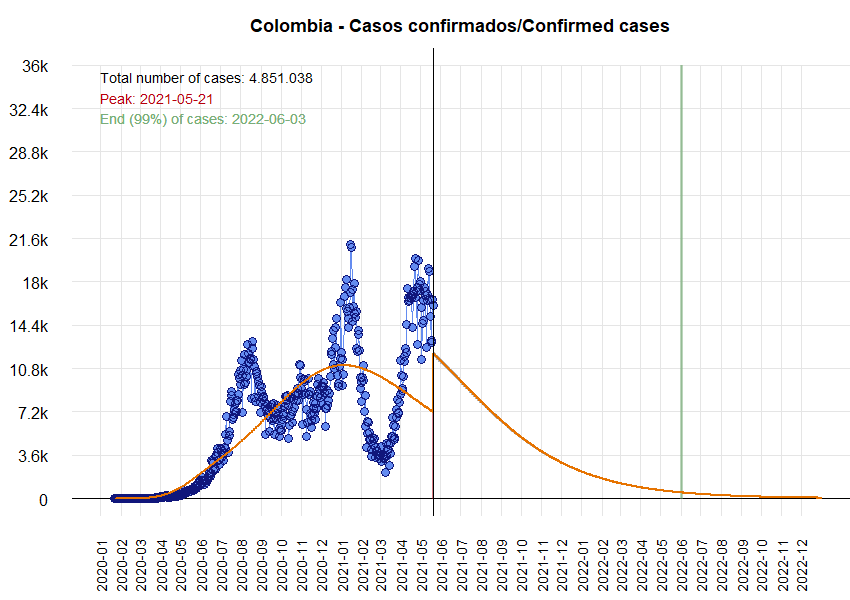 Colombia - Casos confirmados/Confirmed cases
36k
32.4k
28.8k
25.2k
21.6k
18k
14.4k
10.8k
7.2k
3.6k
0
Total number of cases: 4.851.038
Peak: 2021-05-21
End (99%) of cases: 2022-06-03
2020-01
2020-02
2020-03
2020-04
2020-05
2020-06
2020-07
2020-08
2020-09
2020-10
2020-11
2020-12
2021-01
2021-02
2021-03
2021-04
2021-05
2021-06
2021-07
2021-08
2021-09
2021-10
2021-11
2021-12
2022-01
2022-02
2022-03
2022-04
2022-05
2022-06
2022-07
2022-08
2022-09
2022-10
2022-11
2022-12